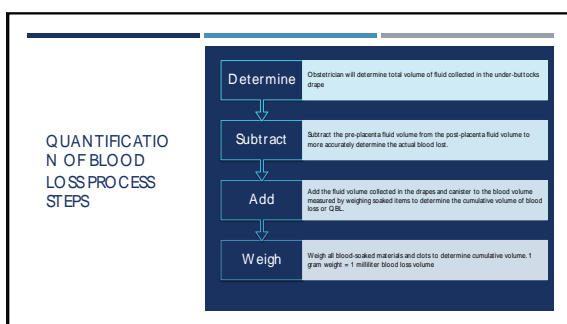 QUANTIFICATIO
N OF BLOOD
LOSS PROCESS
STEPS
Determine
Obstetrician will determine total volume of fluid collected in the under-buttocks
drape
Subtract
Subtract the pre-placenta fluid volume from the post-placenta fluid volume to
more accurately determine the actual blood lost.
Add
Add the fluid volume collected in the drapes and canister to the blood volume
measured by weighing soaked items to determine the cumulative volume of blood
loss or QBL.
Weigh
Weigh all blood-soaked materials and clots to determine cumulative volume. 1
gram weight = 1 milliliter blood loss volume